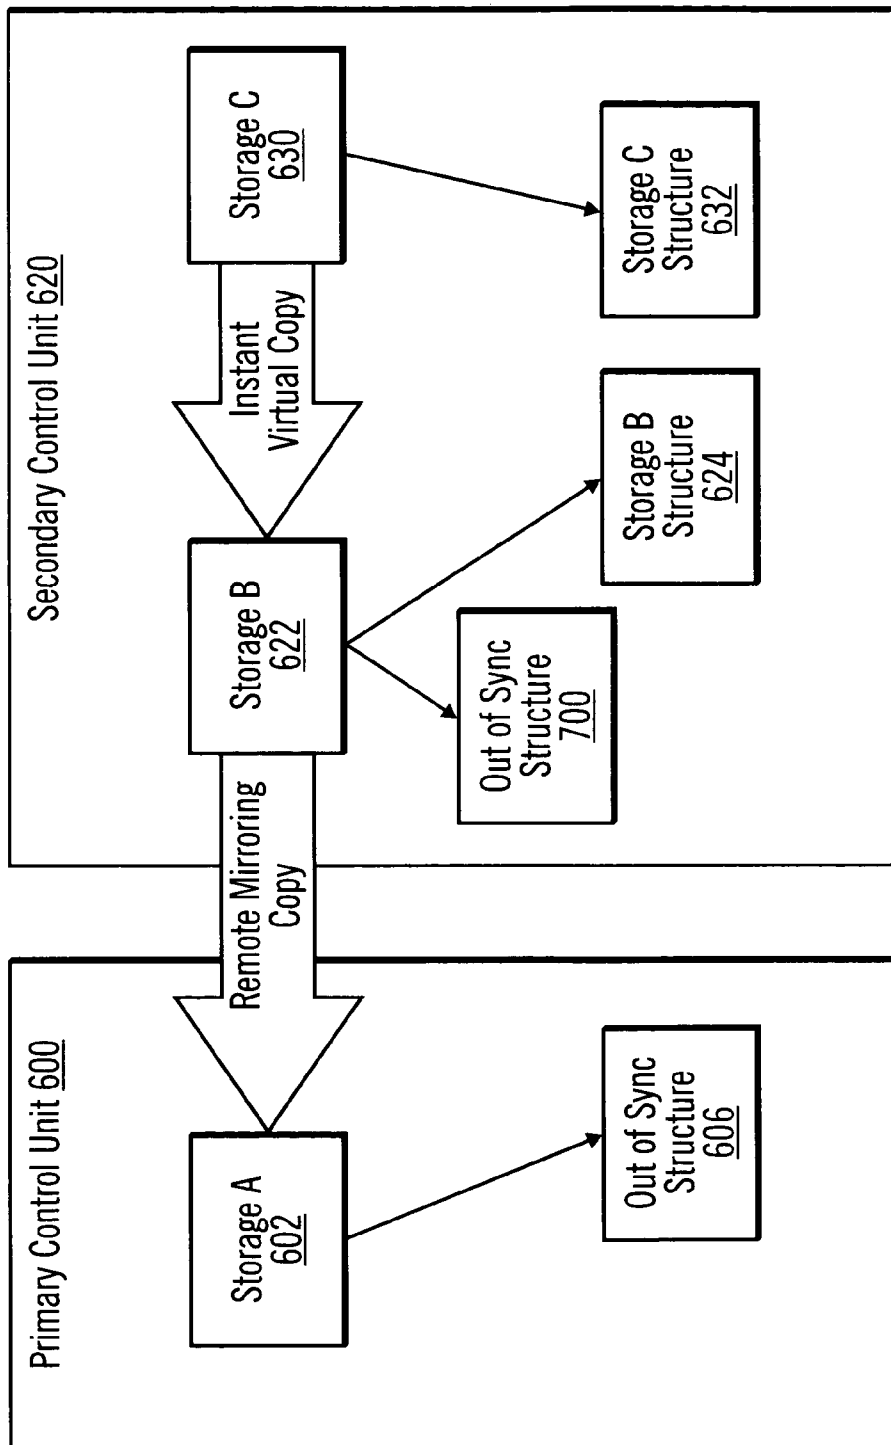 Primary Control Unit 600
Storage A
602
Out of Sync
Structure
606
Remote Mirroring
Copy
Secondary Control Unit 620
Storage B
622
Out of Sync
Structure
700
Storage B
Structure
624
Instant
Virtual Copy
Storage C
630
Storage C
Structure
632